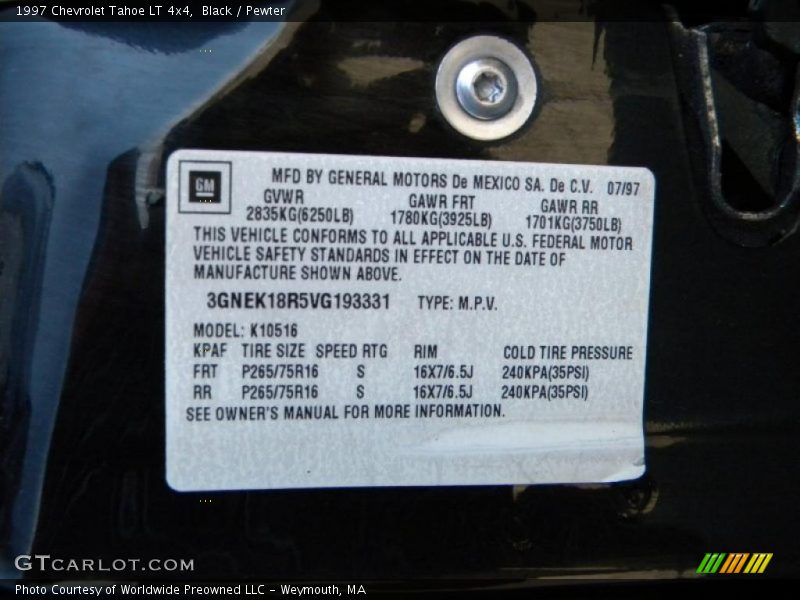 1997 Chevrolet Tahoe LT 4x4, Black / Pewter
GM
MFD BY GENERAL MOTORS De MEXICO SA. De C.V. 07/97
GVWR GAWR FRT GAWR RR
2835KG(6250LB) 1780KG(3925LB) 1701KG(3750LB)
THIS VEHICLE CONFORMS TO ALL APPLICABLE U.S. FEDERAL MOTOR
VEHICLE SAFETY STANDARDS IN EFFECT ON THE DATE OF
MANUFACTURE SHOWN ABOVE.
3GNEK18R5VG193331 TYPE: M.P.V.
MODEL: K10516
KPAF TIRE SIZE SPEED RTG RIM COLD TIRE PRESSURE
FRT P265/75R16 S 16X7/6.5J 240KPA(35PSI)
RR P265/75R16 S 16X7/6.5J 240KPA(35PSI)
SEE OWNER'S MANUAL FOR MORE INFORMATION.
GTCARLOT.COM
Photo Courtesy of Worldwide Preowned LLC - Weymouth, MA